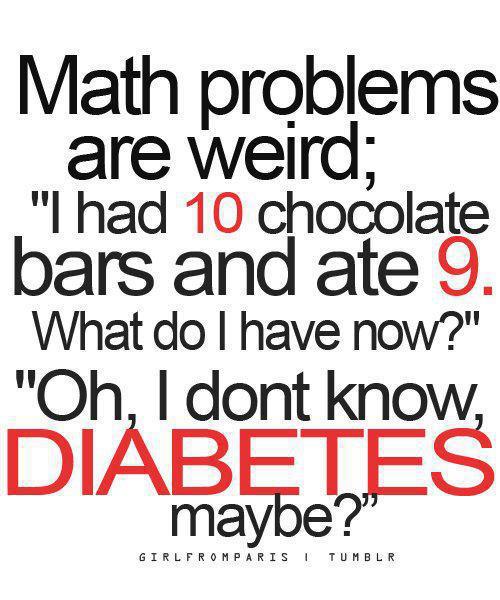 Math problems
are weird;
"I had 10 chocolate
bars and ate 9.
What do I have now?"
"Oh, I dont know,
DIABETES
maybe?”
GIRLFROMPARIS | TUMBLR